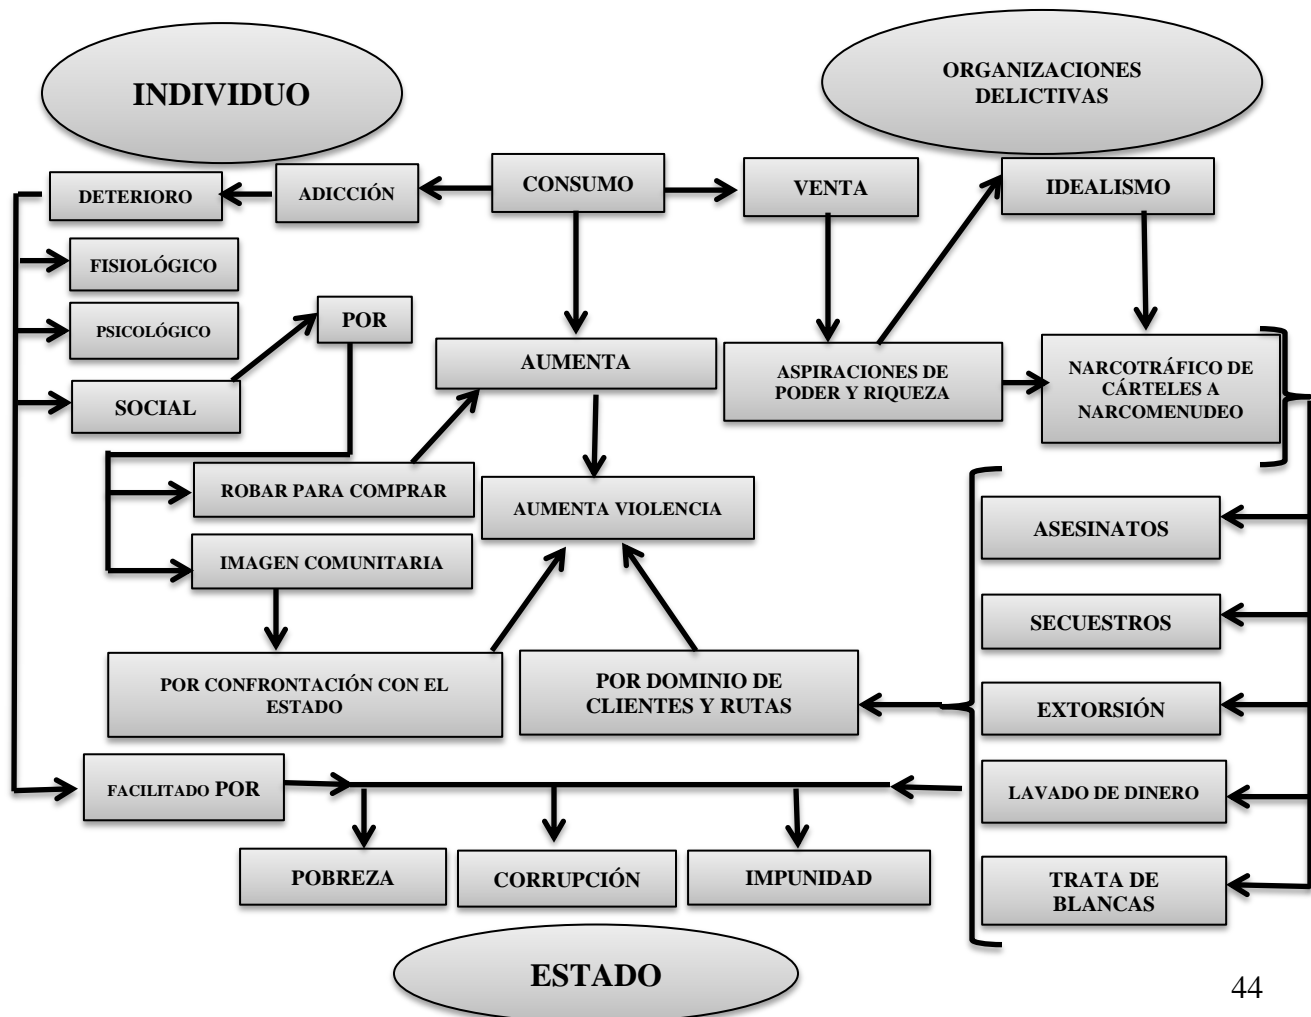 INDIVIDUO
ORGANIZACIONES
DELICTIVAS
DETERIORO
ADICCIÓN
CONSUMO
VENTA
IDEALISMO
FISIOLÓGICO
PSICOLÓGICO
POR
SOCIAL
AUMENTA
ASPIRACIONES DE
PODER Y RIQUEZA
NARCOTRÁFICO DE
CÁRTELES A
NARCOMENUDEO
ROBAR PARA COMPRAR
AUMENTA VIOLENCIA
IMAGEN COMUNITARIA
ASESINATOS
SECUESTROS
POR CONFRONTACIÓN CON EL
ESTADO
POR DOMINIO DE
CLIENTES Y RUTAS
EXTORSIÓN
FACILITADO POR
LAVADO DE DINERO
POBREZA
CORRUPCIÓN
IMPUNIDAD
TRATA DE
BLANCAS
ESTADO
44